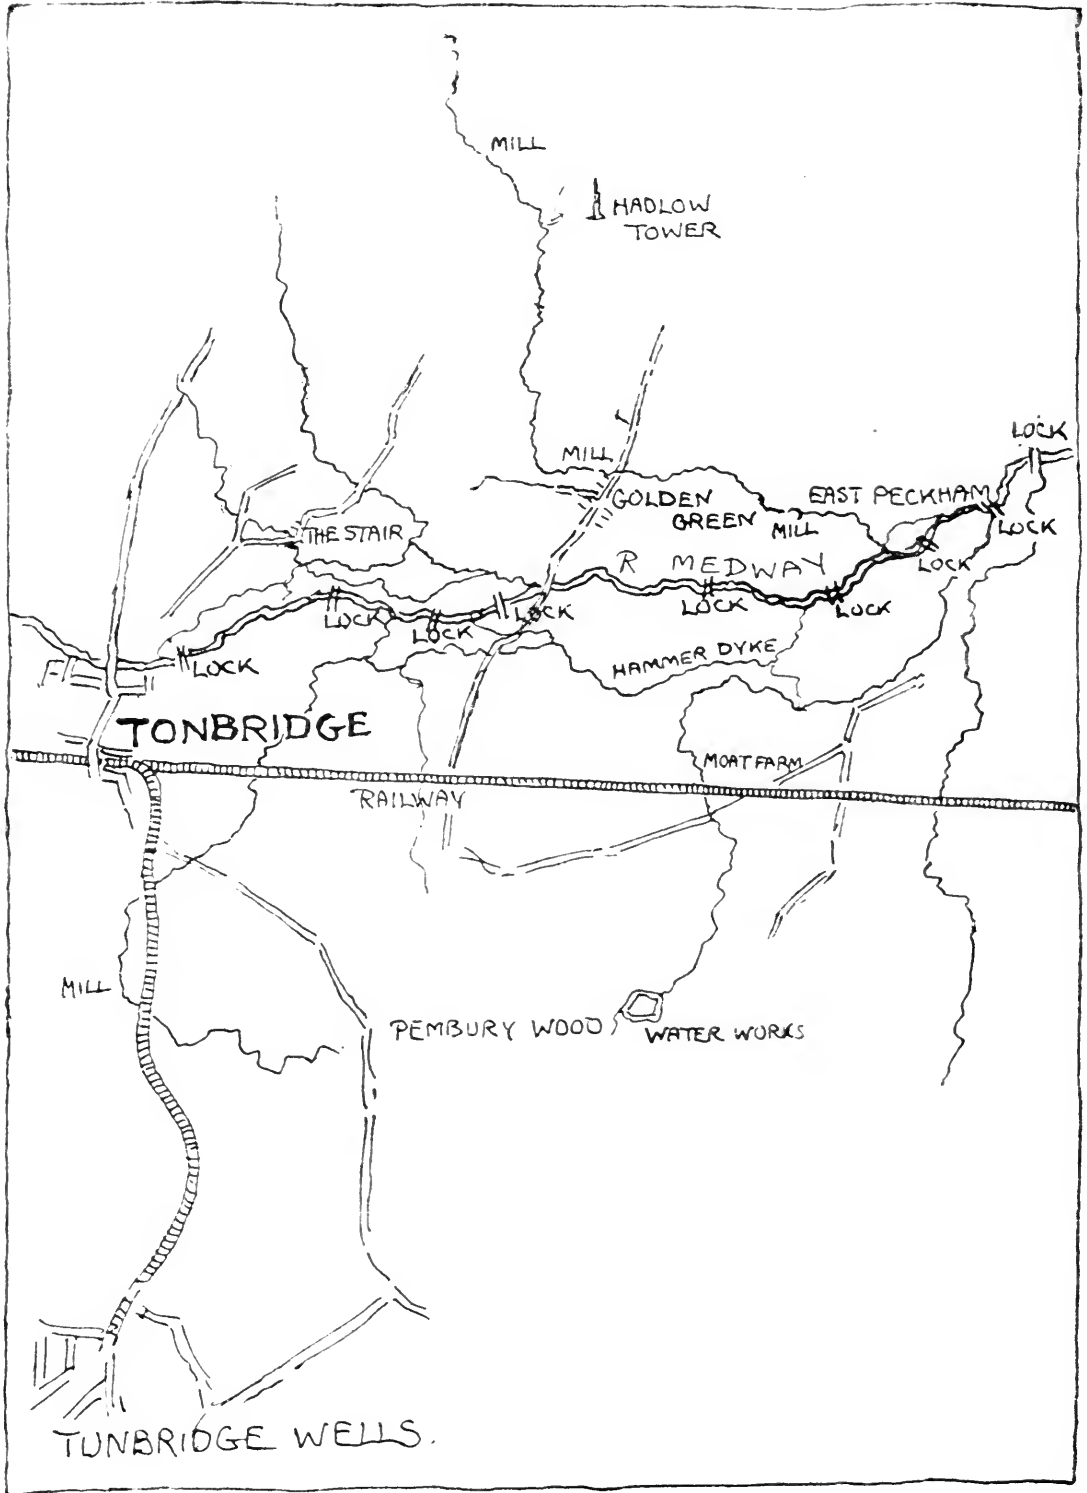 MILL
HADLOW
TOWER
LOCK
MILL
GOLDEN
GREEN
EAST PECKHAM
MILL
LOCK
THE STAIR
R MEDWAY
LOCK
LOCK
LOCK
LOCK
LOCK
LOCK
LOCK
HAMMER DYKE
TONBRIDGE
MOAT FARM
RAILWAY
MILL
PEMBURY WOOD
WATER WORKS
TUNBRIDGE WELLS.